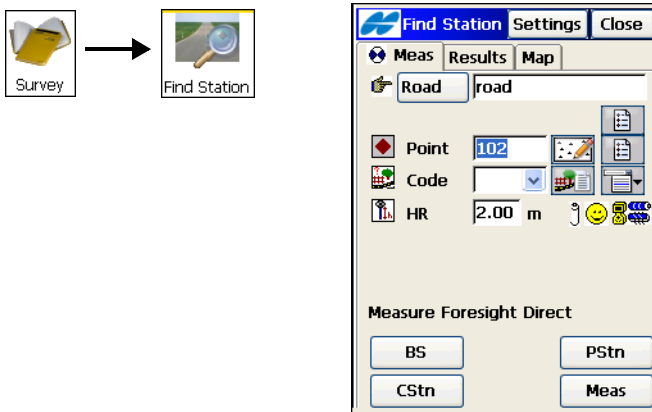 Survey
Find Station
Find Station Settings Close
Meas Results Map
Road road
Point 102
Code
HR 2.00 m
Measure Foresight Direct
BS PStn
CStn Meas